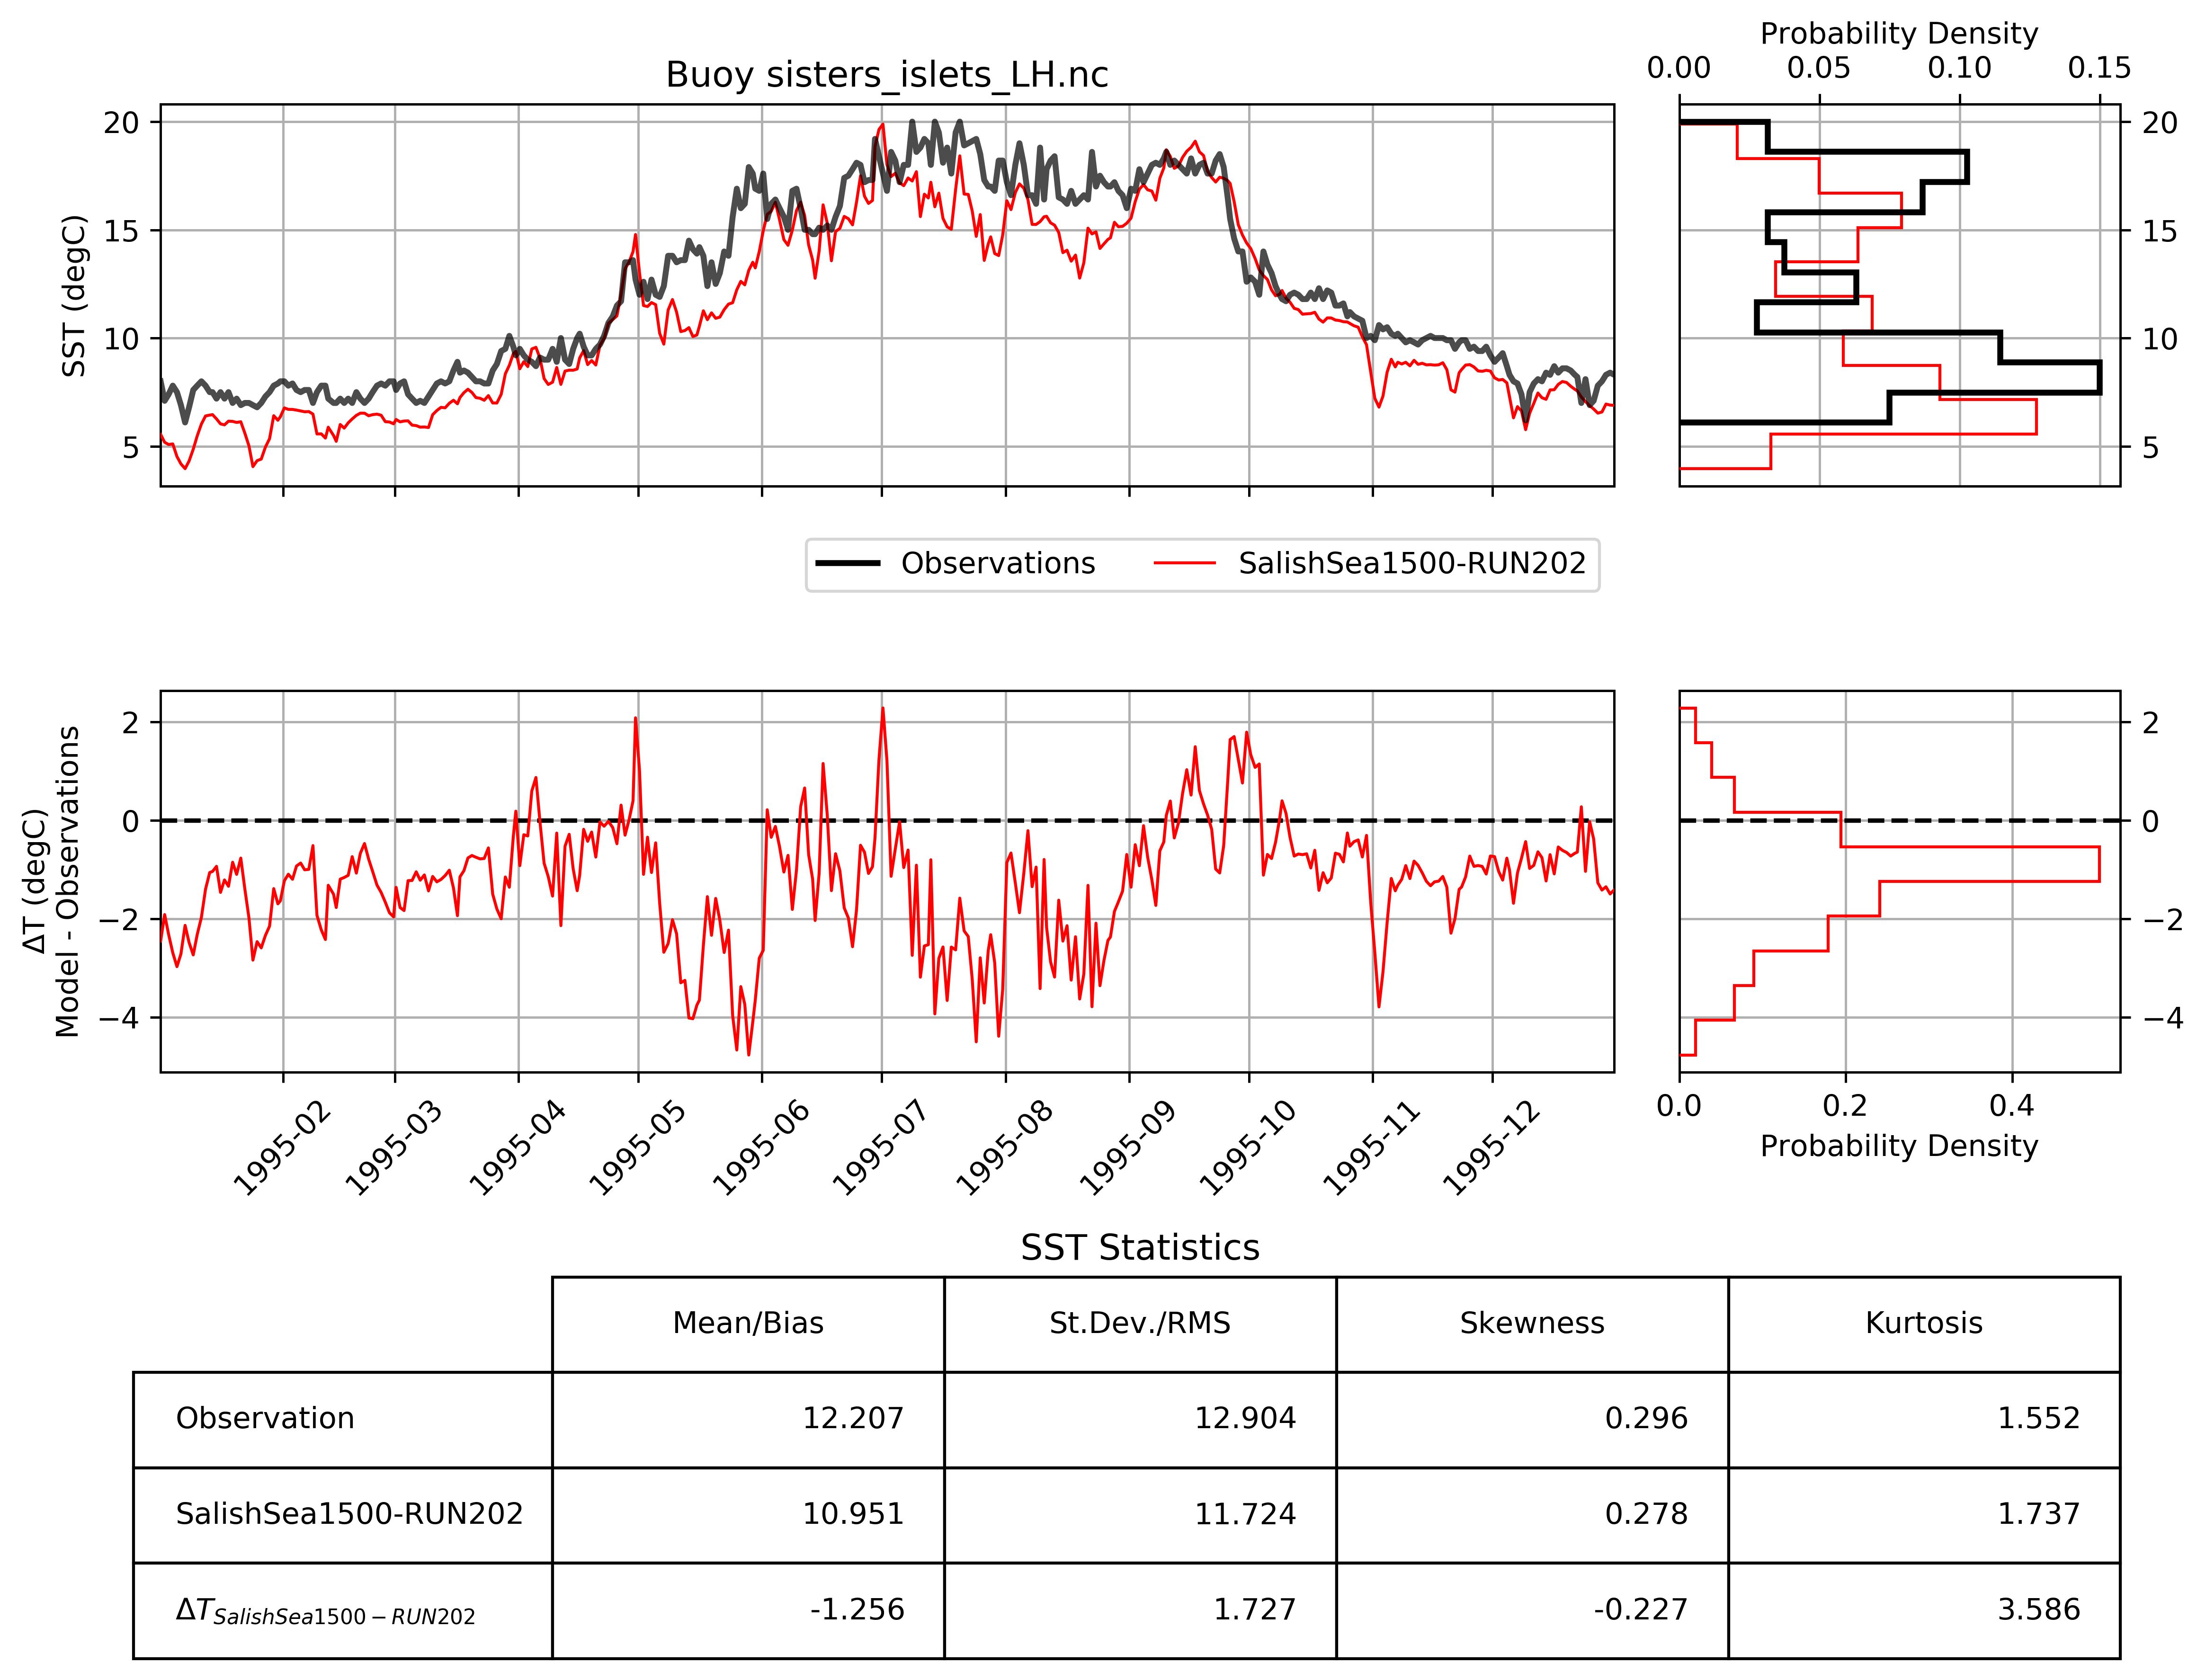 Probability Density
0.00 0.05 0.10 0.15
Buoy sisters_islets_LH.nc
SST (degC)
20
15
10
5
20
15
10
5
Observations SalishSea1500-RUN202
ΔT (degC)
Model - Observations
2
0
−2
−4
2
0
−2
−4
1995-02 1995-03 1995-04 1995-05 1995-06 1995-07 1995-08 1995-09 1995-10 1995-11 1995-12
0.0 0.2 0.4
Probability Density
SST Statistics
Mean/Bias St.Dev./RMS Skewness Kurtosis
Observation 12.207 12.904 0.296 1.552
SalishSea1500-RUN202 10.951 11.724 0.278 1.737
ΔT SalishSea1500−RUN202 -1.256 1.727 -0.227 3.586